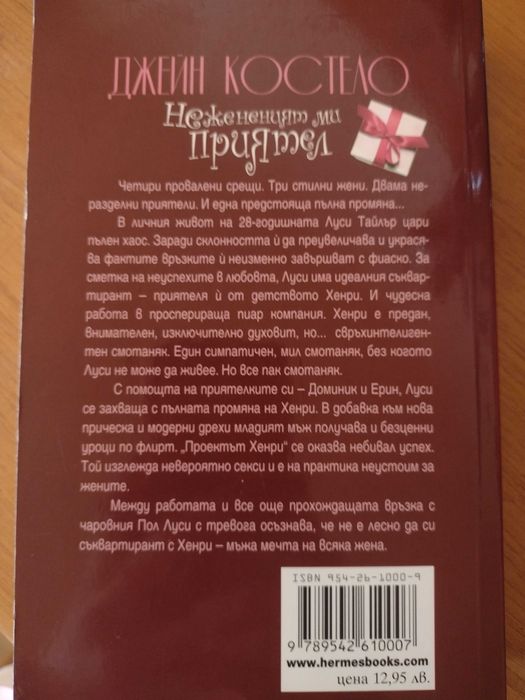 ДЖЕЙН КОСТЕЛО
Нежененият ми
приятел
Четири провалени срещи. Три стилни жени. Двама не-
разделни приятели. И една предстояща пълна промяна...
В личния живот на 28-годишната Луси Тайлър цари
пълен хаос. Заради склонността ѝ да преувеличава и украся-
ва фактите връзките ѝ неизменно завършват с фиаско. За
сметка на неуспехите в любовта, Луси има идеалния съквар-
тирант – приятеля ѝ от детството Хенри. И чудесна
работа в просперираща пиар компания. Хенри е предан,
внимателен, изключително духовит, но... свръхинтелиген-
тен смотаняк. Един симпатичен, мил смотаняк, без когото
Луси не може да живее. Но все пак смотаняк.
С помощта на приятелките си – Доминик и Ерин, Луси
се захваща с пълната промяна на Хенри. В добавка към нова
прическа и модерни дрехи младият мъж получава и безценни
уроци по флирт. „Проектът Хенри“ се оказва небивал успех.
Той изглежда невероятно секси и е на практика неустоим за
жените.
Между работата и все още прохождащата връзка с
чаровния Пол Луси с тревога осъзнава, че не е лесно да си
съквартирант с Хенри – мъжа мечта на всяка жена.
ISBN 954-26-1000-9
9 789542 610007
www.hermesbooks.com
цена 12,95 лв.